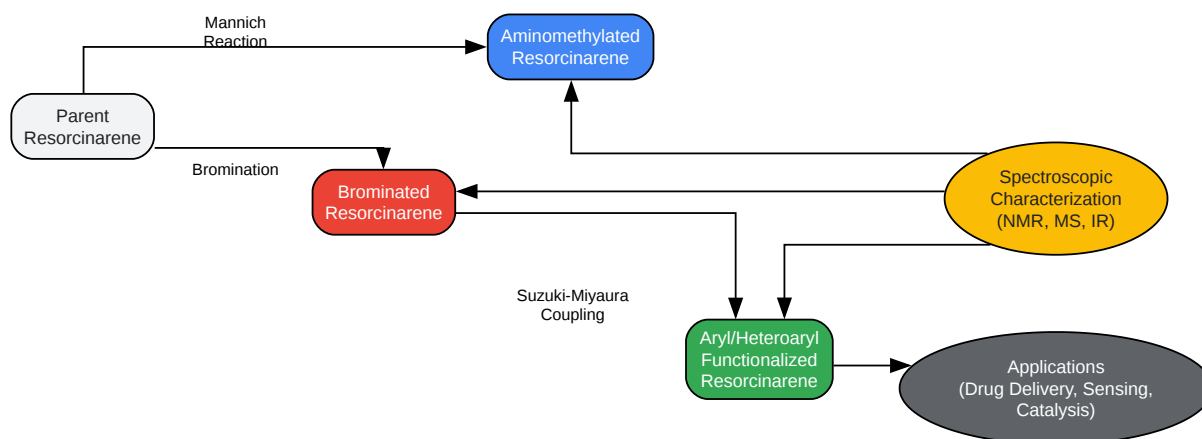 Mannich
Reaction
Aminomethylated
Resorcinarene
Parent
Resorcinarene
Bromination
Brominated
Resorcinarene
Spectroscopic
Characterization
(NMR, MS, IR)
Suzuki-Miyaura
Coupling
Aryl/Heteroaryl
Functionalized
Resorcinarene
Applications
(Drug Delivery, Sensing,
Catalysis)